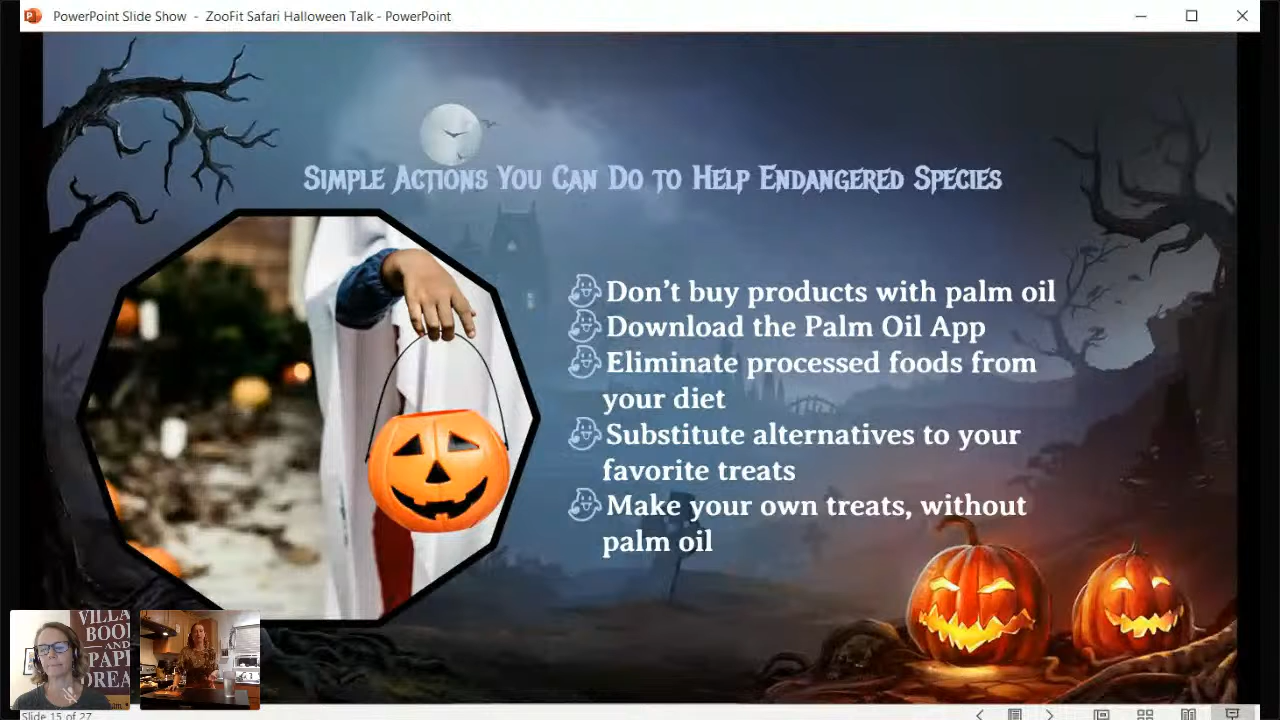 PowerPoint Slide Show - ZooFit Safari Halloween Talk - PowerPoint
Simple Actions You Can Do to Help Endangered Species
Don't buy products with palm oil
Download the Palm Oil App
Eliminate processed foods from
your diet
Substitute alternatives to your
favorite treats
Make your own treats, without
palm oil
AND
Slide 15 of 27